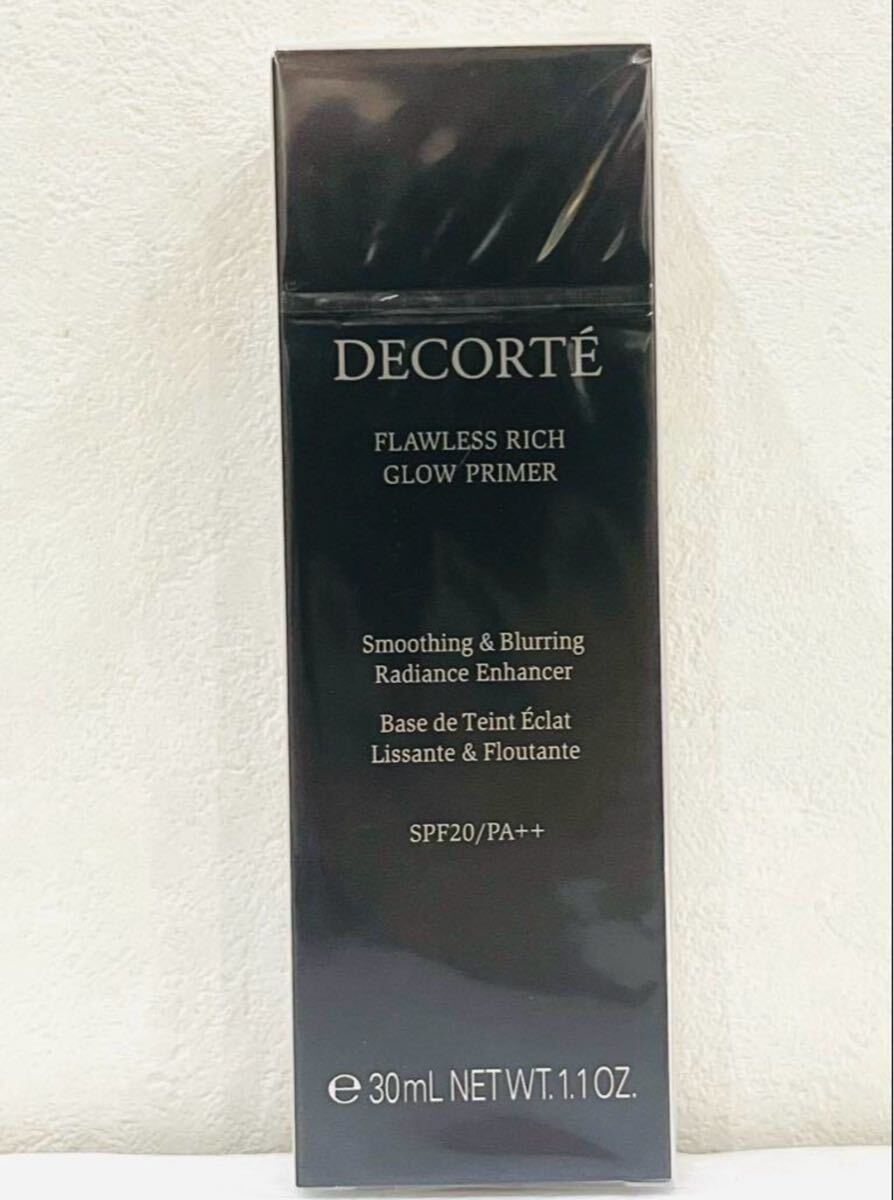 DECORTÉ
FLAWLESS RICH
GLOW PRIMER
Smoothing & Blurring
Radiance Enhancer
Base de Teint Éclat
Lissante & Floutante
SPF20/PA++
℮ 30mL NET WT. 1.1 OZ.